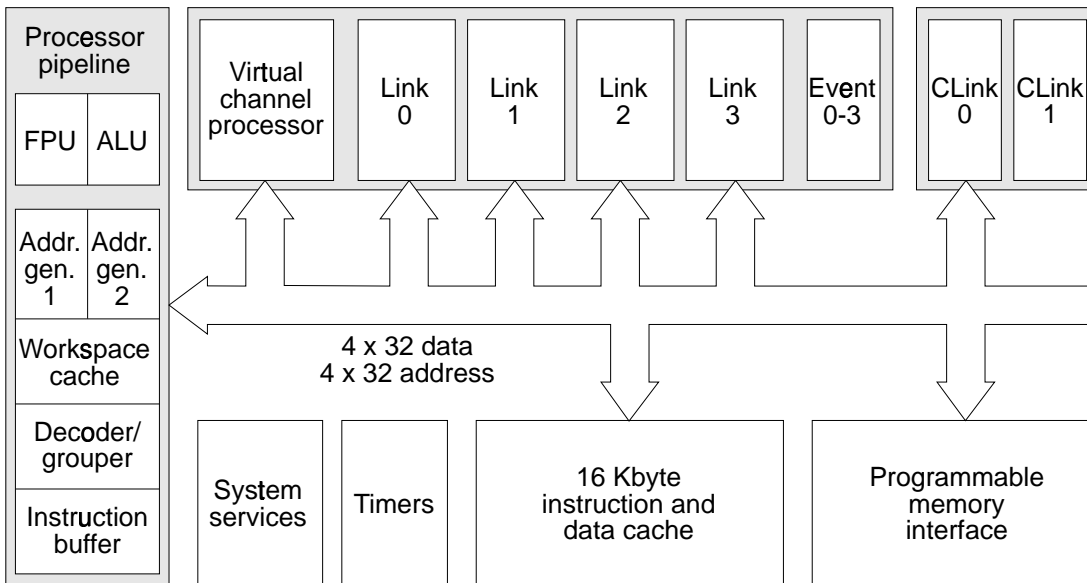 Processor
pipeline
FPU
ALU
Addr.
gen.
1
Addr.
gen.
2
Workspace
cache
Decoder/
grouper
Instruction
buffer
Virtual
channel
processor
Link
0
Link
1
Link
2
Link
3
Event
0-3
CLink
0
CLink
1
4 x 32 data
4 x 32 address
System
services
Timers
16 Kbyte
instruction and
data cache
Programmable
memory
interface